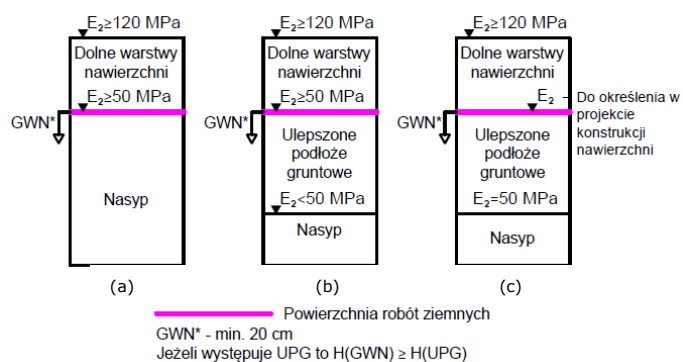 E₂≥120 MPa
Dolne warstwy
nawierzchni
E₂≥50 MPa
GWN*
Nasyp
(a)
E₂≥120 MPa
Dolne warstwy
nawierzchni
E₂≥50 MPa
GWN*
Ulepszone
podłoże
gruntowe
E₂<50 MPa
Nasyp
(b)
E₂≥120 MPa
Dolne warstwy
nawierzchni
E₂
Do określenia w
projekcie
konstrukcji
nawierzchni
GWN*
Ulepszone
podłoże
gruntowe
E₂=50 MPa
Nasyp
(c)
Powierzchnia robót ziemnych
GWN* - min. 20 cm
Jeżeli występuje UPG to H(GWN) ≥ H(UPG)